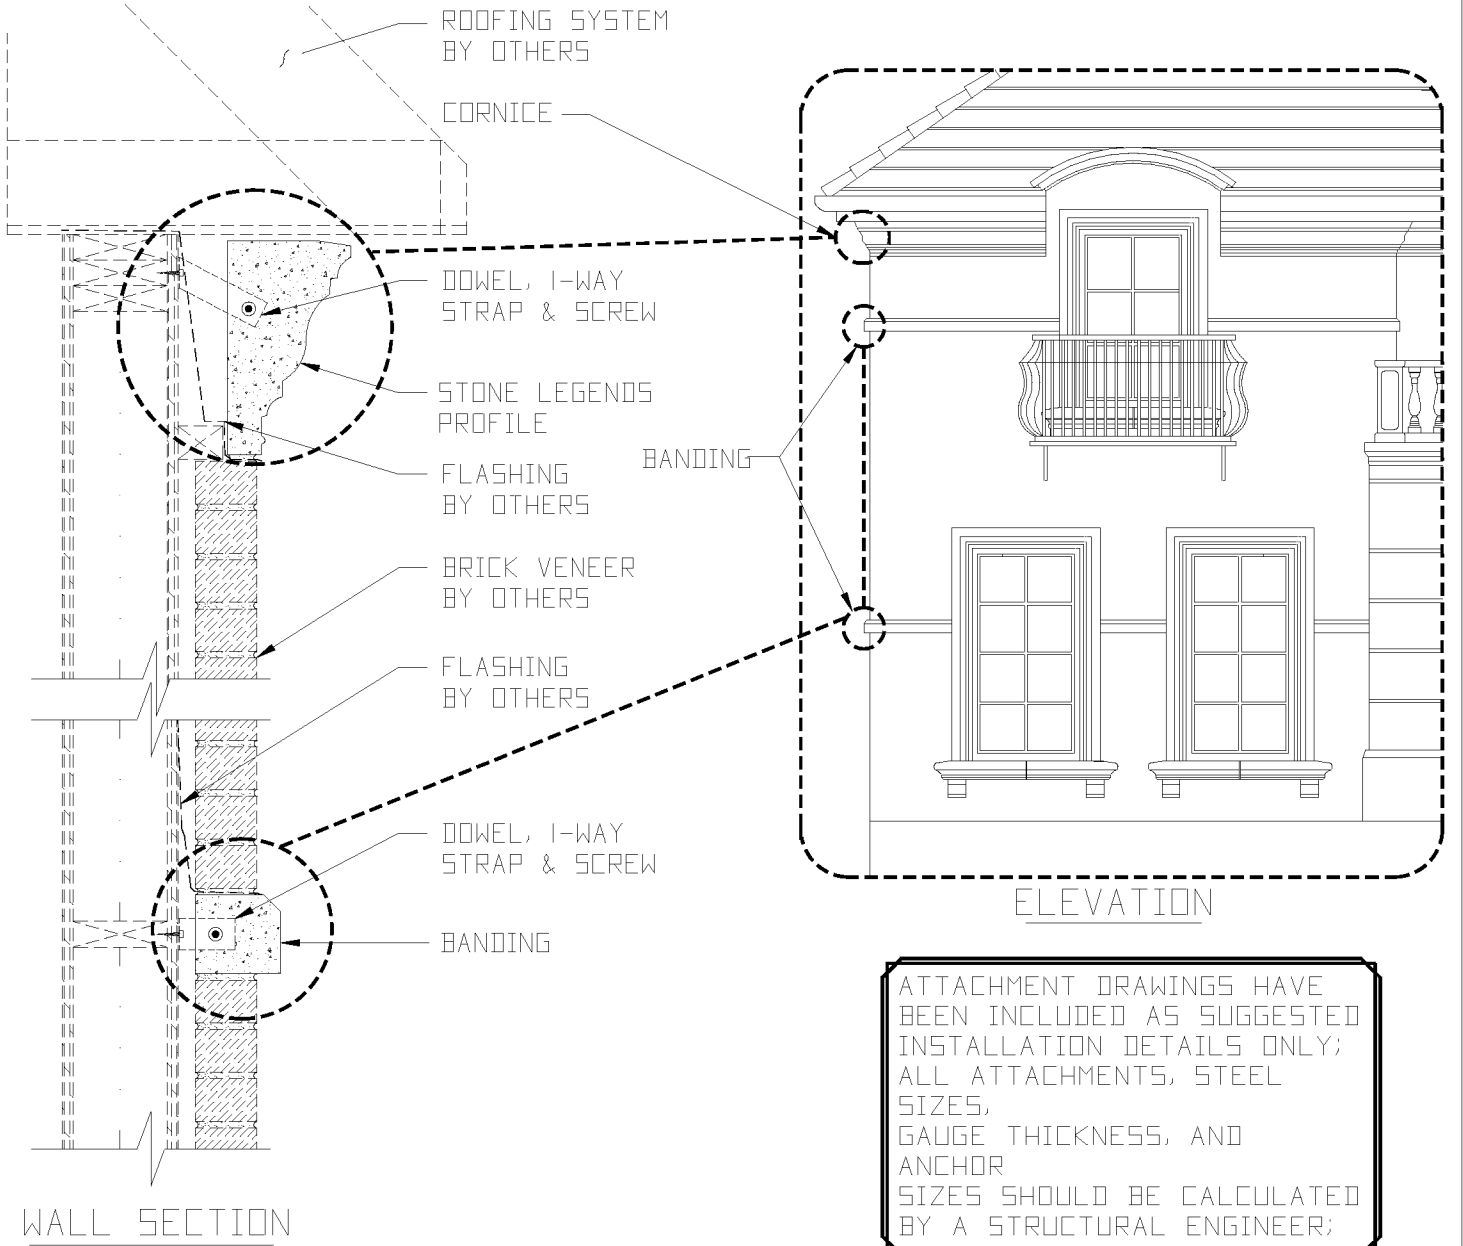 ROOFING SYSTEM
BY OTHERS
CORNICE
DOWEL, 1-WAY
STRAP & SCREW
STONE LEGENDS
PROFILE
FLASHING
BY OTHERS
BANDING
BRICK VENEER
BY OTHERS
FLASHING
BY OTHERS
DOWEL, 1-WAY
STRAP & SCREW
BANDING
ELEVATION
ATTACHMENT DRAWINGS HAVE
BEEN INCLUDED AS SUGGESTED
INSTALLATION DETAILS ONLY;
ALL ATTACHMENTS, STEEL
SIZES,
GAUGE THICKNESS, AND
ANCHOR
SIZES SHOULD BE CALCULATED
BY A STRUCTURAL ENGINEER;
WALL SECTION